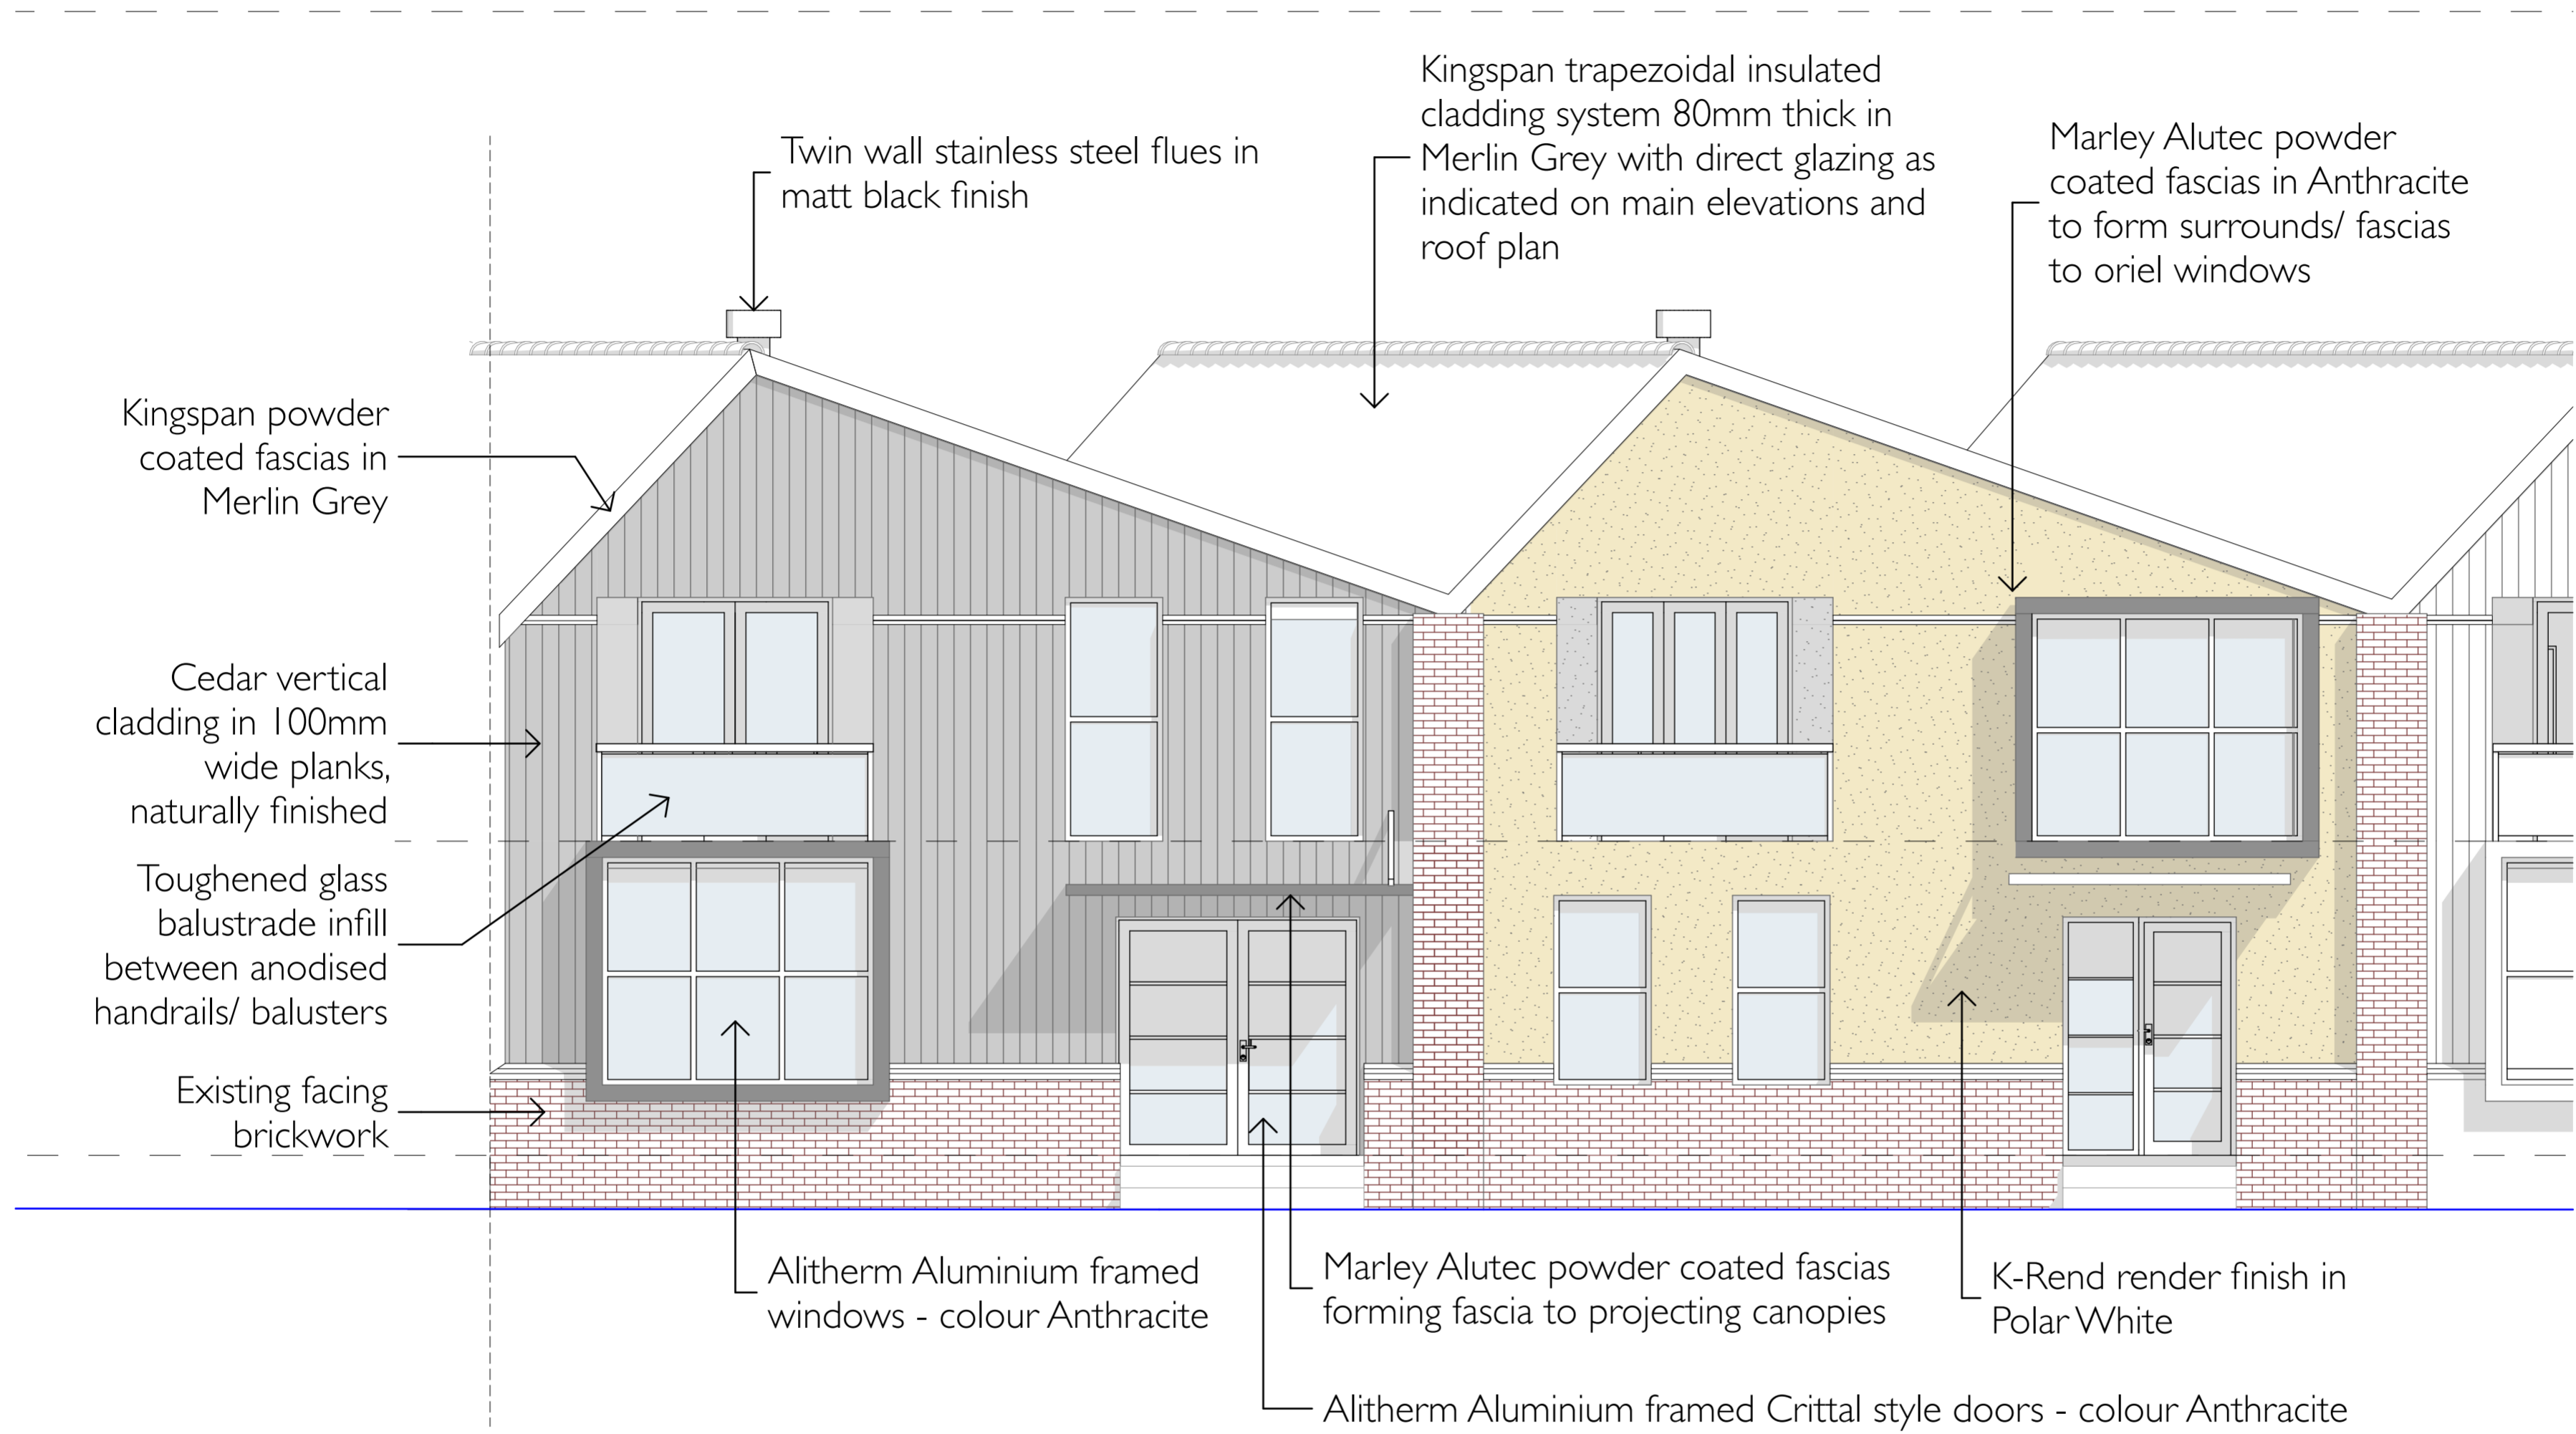 Kingspan trapezoidal insulated
cladding system 80mm thick in
Merlin Grey with direct glazing as
indicated on main elevations and
roof plan
Twin wall stainless steel flues in
matt black finish
Marley Alutec powder
coated fascias in Anthracite
to form surrounds/ fascias
to oriel windows
Kingspan powder
coated fascias in
Merlin Grey
Cedar vertical
cladding in 100mm
wide planks,
naturally finished
Toughened glass
balustrade infill
between anodised
handrails/ balusters
Existing facing
brickwork
Alitherm Aluminium framed
windows - colour Anthracite
Marley Alutec powder coated fascias
forming fascia to projecting canopies
K-Rend render finish in
Polar White
Alitherm Aluminium framed Crittal style doors - colour Anthracite